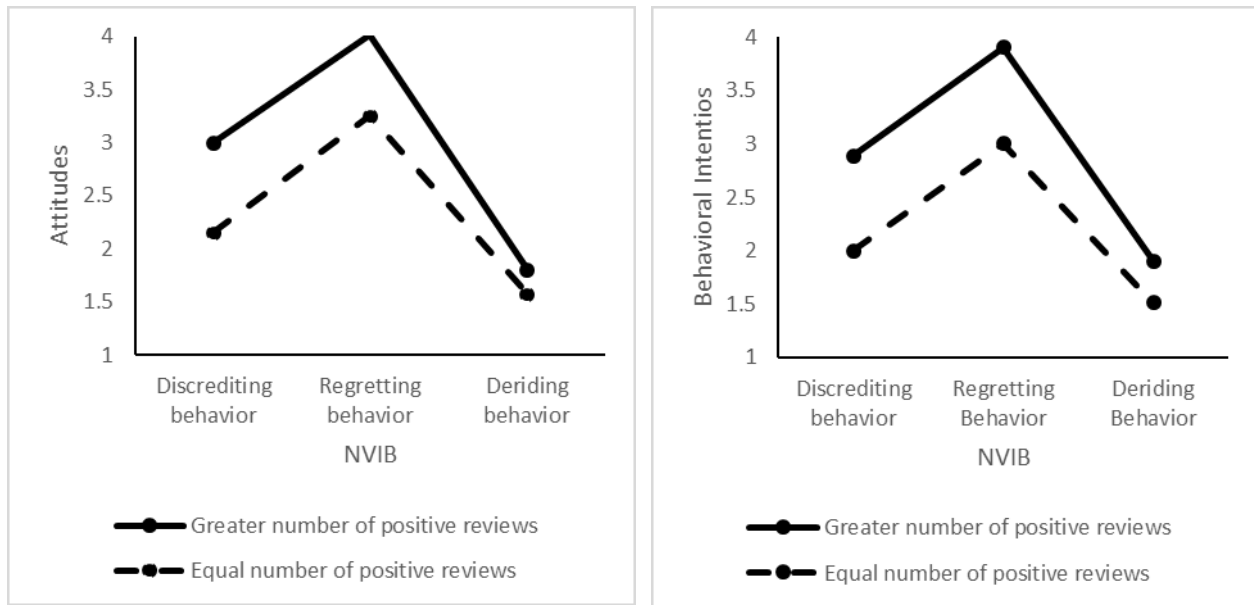 Attitudes
4
3.5
3
2.5
2
1.5
1
Discrediting behavior
Regretting behavior
Deriding behavior
NVIB
Greater number of positive reviews
Equal number of positive reviews
Behavioral Intentios
4
3.5
3
2.5
2
1.5
1
Discrediting behavior
Regretting Behavior
Deriding Behavior
NVIB
Greater number of positive reviews
Equal number of positive reviews